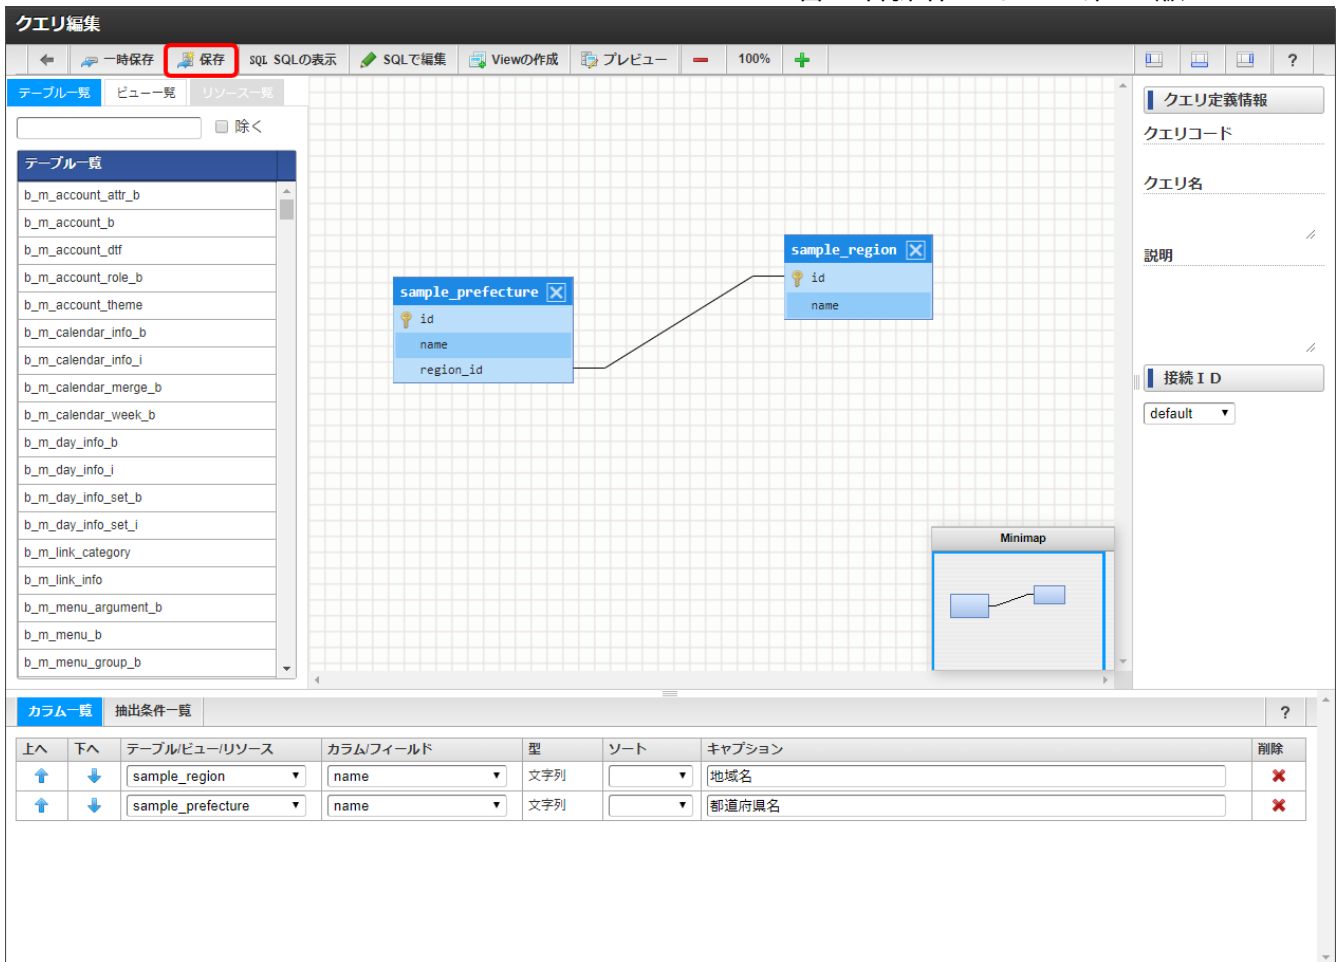 クエリ編集
一時保存 保存 SQL SQLの表示 SQLで編集 Viewの作成 プレビュー 100% ?
テーブル一覧 ビュー一覧 リソース一覧
除く
テーブル一覧
b_m_account_attr_b
b_m_account_b
b_m_account_dtf
b_m_account_role_b
b_m_account_theme
b_m_calendar_info_b
b_m_calendar_info_i
b_m_calendar_merge_b
b_m_calendar_week_b
b_m_day_info_b
b_m_day_info_i
b_m_day_info_set_b
b_m_day_info_set_i
b_m_link_category
b_m_link_info
b_m_menu_argument_b
b_m_menu_b
b_m_menu_group_b
sample_prefecture
id
name
region_id
sample_region
id
name
Minimap
クエリ定義情報
クエリコード
クエリ名
説明
接続ＩＤ
default
カラム一覧 抽出条件一覧 ?
上へ 下へ テーブル/ビュー/リソース カラム/フィールド 型 ソート キャプション 削除
sample_region name 文字列 地域名
sample_prefecture name 文字列 都道府県名